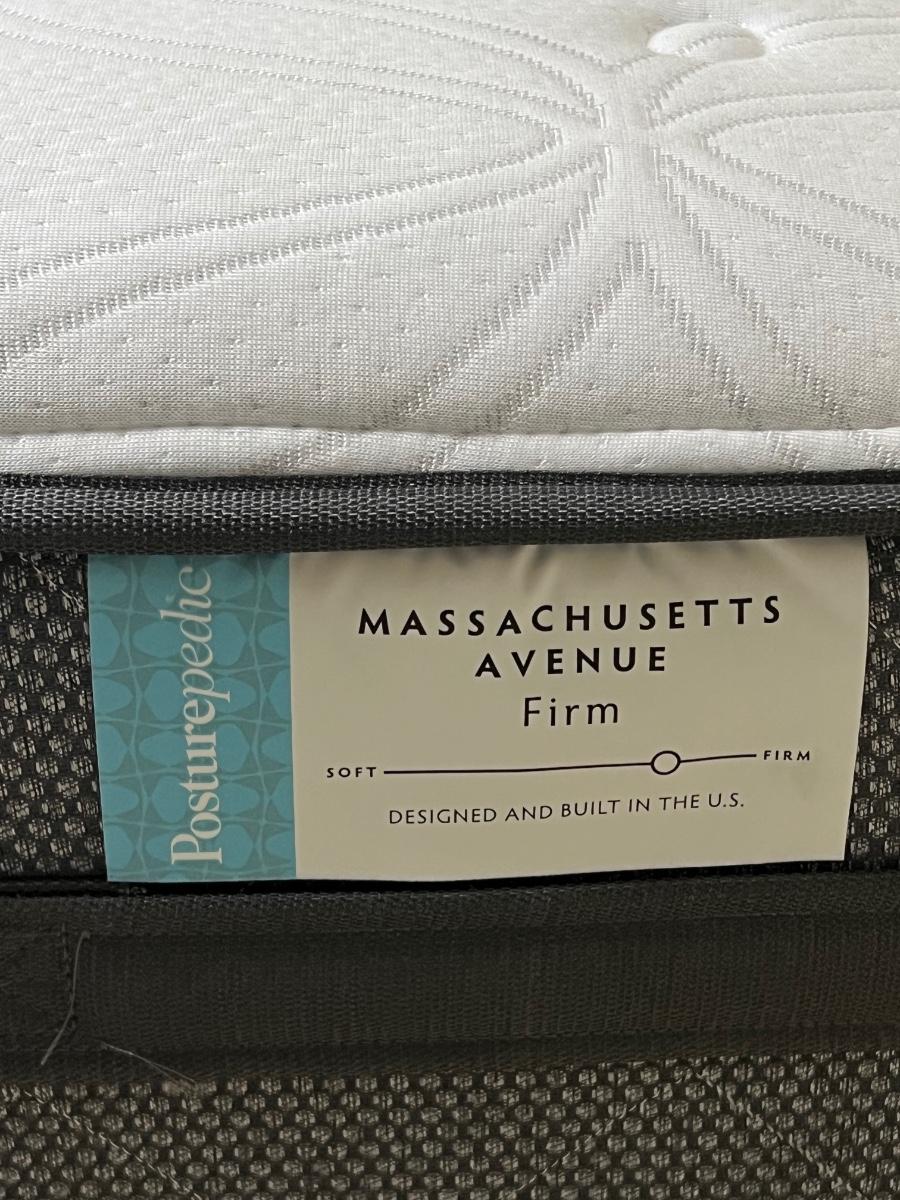 Posturepedic
MASSACHUSETTS
AVENUE
Firm
SOFT FIRM
DESIGNED AND BUILT IN THE U.S.